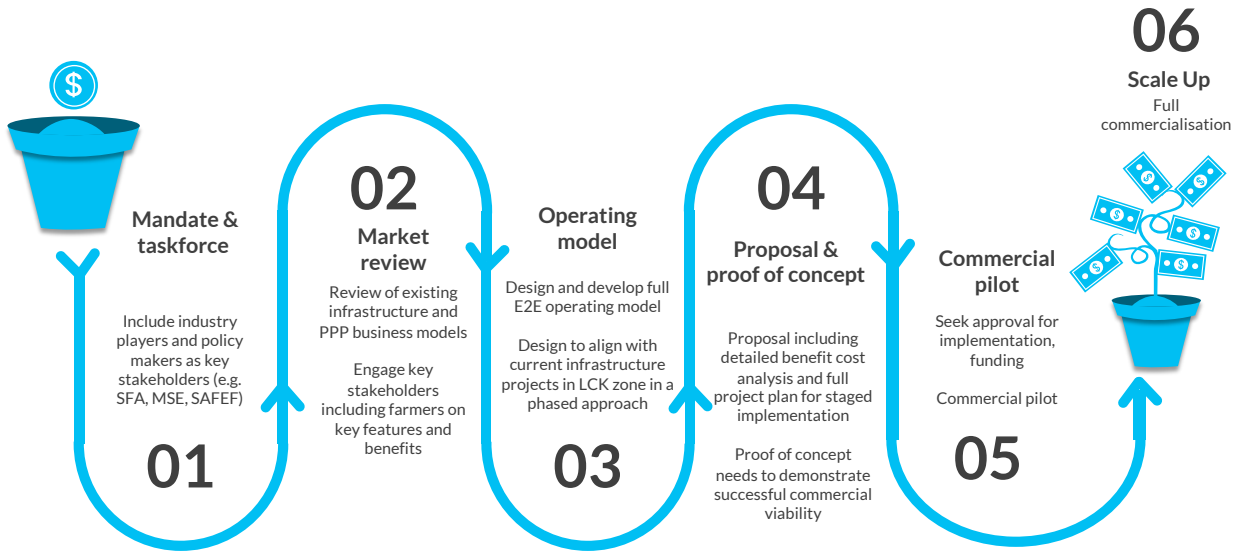 Mandate &
taskforce
Include industry
players and policy
makers as key
stakeholders (e.g.
SFA, MSE, SAFEF)
01
02
Market
review
Review of existing
infrastructure and
PPP business models
Engage key
stakeholders
including farmers on
key features and
benefits
Operating
model
Design and develop full
E2E operating model
Design to align with
current infrastructure
projects in LCK zone in a
phased approach
03
04
Proposal &
proof of concept
Proposal including
detailed benefit cost
analysis and full
project plan for staged
implementation
Proof of concept
needs to demonstrate
successful commercial
viability
Commercial
pilot
Seek approval for
implementation,
funding
Commercial pilot
05
06
Scale Up
Full
commercialisation
$
$
$
$
$
$
$